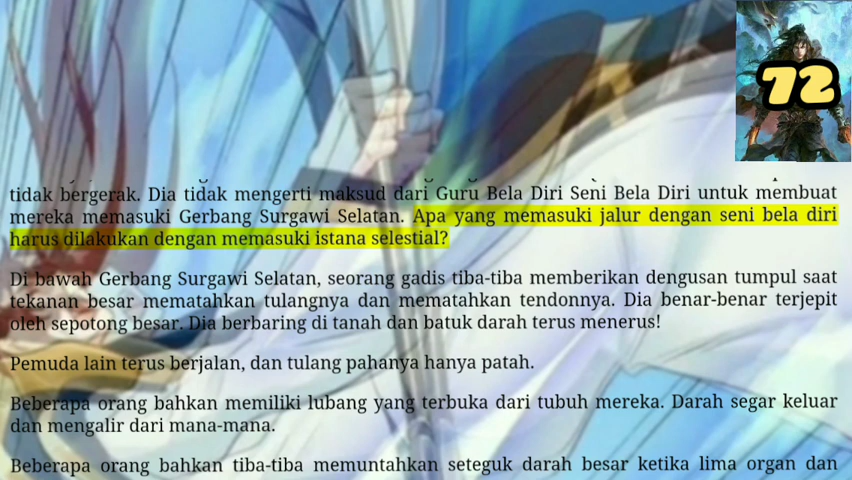 72
tidak bergerak. Dia tidak mengerti maksud dari Guru Bela Diri Seni Bela Diri untuk membuat
mereka memasuki Gerbang Surgawi Selatan. Apa yang memasuki jalur dengan seni bela diri
harus dilakukan dengan memasuki istana selestial?
Di bawah Gerbang Surgawi Selatan, seorang gadis tiba-tiba memberikan dengusan tumpul saat
tekanan besar mematahkan tulangnya dan mematahkan tendonnya. Dia benar-benar terjepit
oleh sepotong besar. Dia berbaring di tanah dan batuk darah terus menerus!
Pemuda lain terus berjalan, dan tulang pahanya hanya patah.
Beberapa orang bahkan memiliki lubang yang terbuka dari tubuh mereka. Darah segar keluar
dan mengalir dari mana-mana.
Beberapa orang bahkan tiba-tiba memuntahkan seteguk darah besar ketika lima organ dan